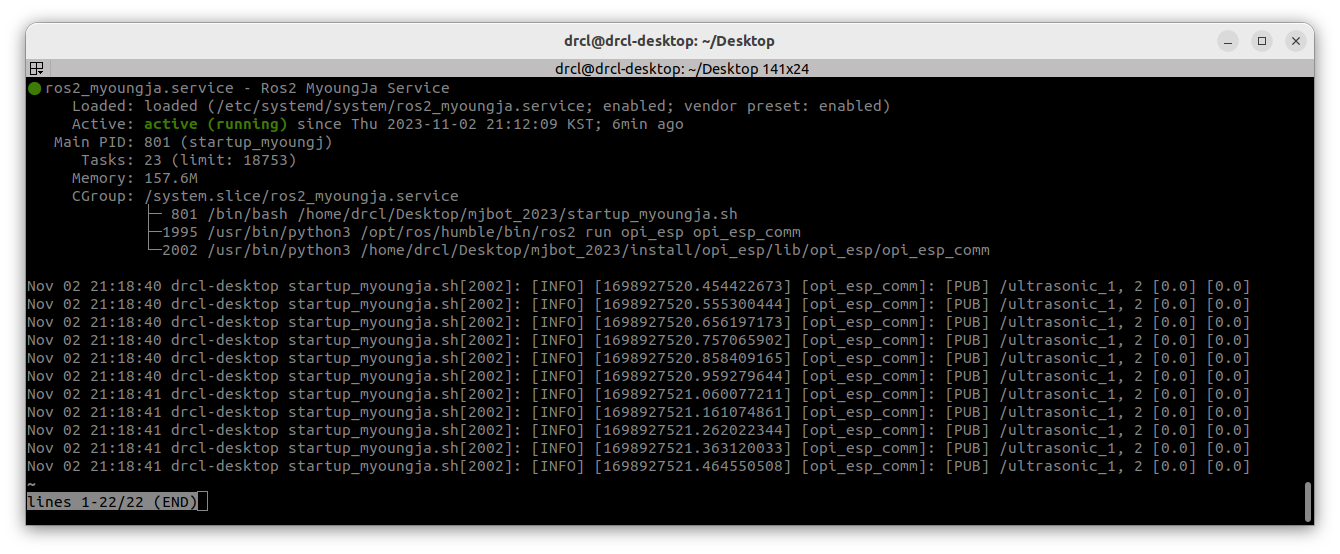 drcl@drcl-desktop: ~/Desktop
drcl@drcl-desktop: ~/Desktop 141x24
ros2_myoungja.service - Ros2 MyoungJa Service
Loaded: loaded (/etc/systemd/system/ros2_myoungja.service; enabled; vendor preset: enabled)
Active: active (running) since Thu 2023-11-02 21:12:09 KST; 6min ago
Main PID: 801 (startup_myoungj)
Tasks: 23 (limit: 18753)
Memory: 157.6M
CGroup: /system.slice/ros2_myoungja.service
├─ 801 /bin/bash /home/drcl/Desktop/mjbot_2023/startup_myoungja.sh
├─1995 /usr/bin/python3 /opt/ros/humble/bin/ros2 run opi_esp opi_esp_comm
└─2002 /usr/bin/python3 /home/drcl/Desktop/mjbot_2023/install/opi_esp/lib/opi_esp/opi_esp_comm
Nov 02 21:18:40 drcl-desktop startup_myoungja.sh[2002]: [INFO] [1698927520.454422673] [opi_esp_comm]: [PUB] /ultrasonic_1, 2 [0.0] [0.0]
Nov 02 21:18:40 drcl-desktop startup_myoungja.sh[2002]: [INFO] [1698927520.555300444] [opi_esp_comm]: [PUB] /ultrasonic_1, 2 [0.0] [0.0]
Nov 02 21:18:40 drcl-desktop startup_myoungja.sh[2002]: [INFO] [1698927520.656197173] [opi_esp_comm]: [PUB] /ultrasonic_1, 2 [0.0] [0.0]
Nov 02 21:18:40 drcl-desktop startup_myoungja.sh[2002]: [INFO] [1698927520.757065902] [opi_esp_comm]: [PUB] /ultrasonic_1, 2 [0.0] [0.0]
Nov 02 21:18:40 drcl-desktop startup_myoungja.sh[2002]: [INFO] [1698927520.858409165] [opi_esp_comm]: [PUB] /ultrasonic_1, 2 [0.0] [0.0]
Nov 02 21:18:40 drcl-desktop startup_myoungja.sh[2002]: [INFO] [1698927520.959279644] [opi_esp_comm]: [PUB] /ultrasonic_1, 2 [0.0] [0.0]
Nov 02 21:18:41 drcl-desktop startup_myoungja.sh[2002]: [INFO] [1698927521.060077211] [opi_esp_comm]: [PUB] /ultrasonic_1, 2 [0.0] [0.0]
Nov 02 21:18:41 drcl-desktop startup_myoungja.sh[2002]: [INFO] [1698927521.161074861] [opi_esp_comm]: [PUB] /ultrasonic_1, 2 [0.0] [0.0]
Nov 02 21:18:41 drcl-desktop startup_myoungja.sh[2002]: [INFO] [1698927521.262022344] [opi_esp_comm]: [PUB] /ultrasonic_1, 2 [0.0] [0.0]
Nov 02 21:18:41 drcl-desktop startup_myoungja.sh[2002]: [INFO] [1698927521.363120033] [opi_esp_comm]: [PUB] /ultrasonic_1, 2 [0.0] [0.0]
Nov 02 21:18:41 drcl-desktop startup_myoungja.sh[2002]: [INFO] [1698927521.464550508] [opi_esp_comm]: [PUB] /ultrasonic_1, 2 [0.0] [0.0]
~
lines 1-22/22 (END)